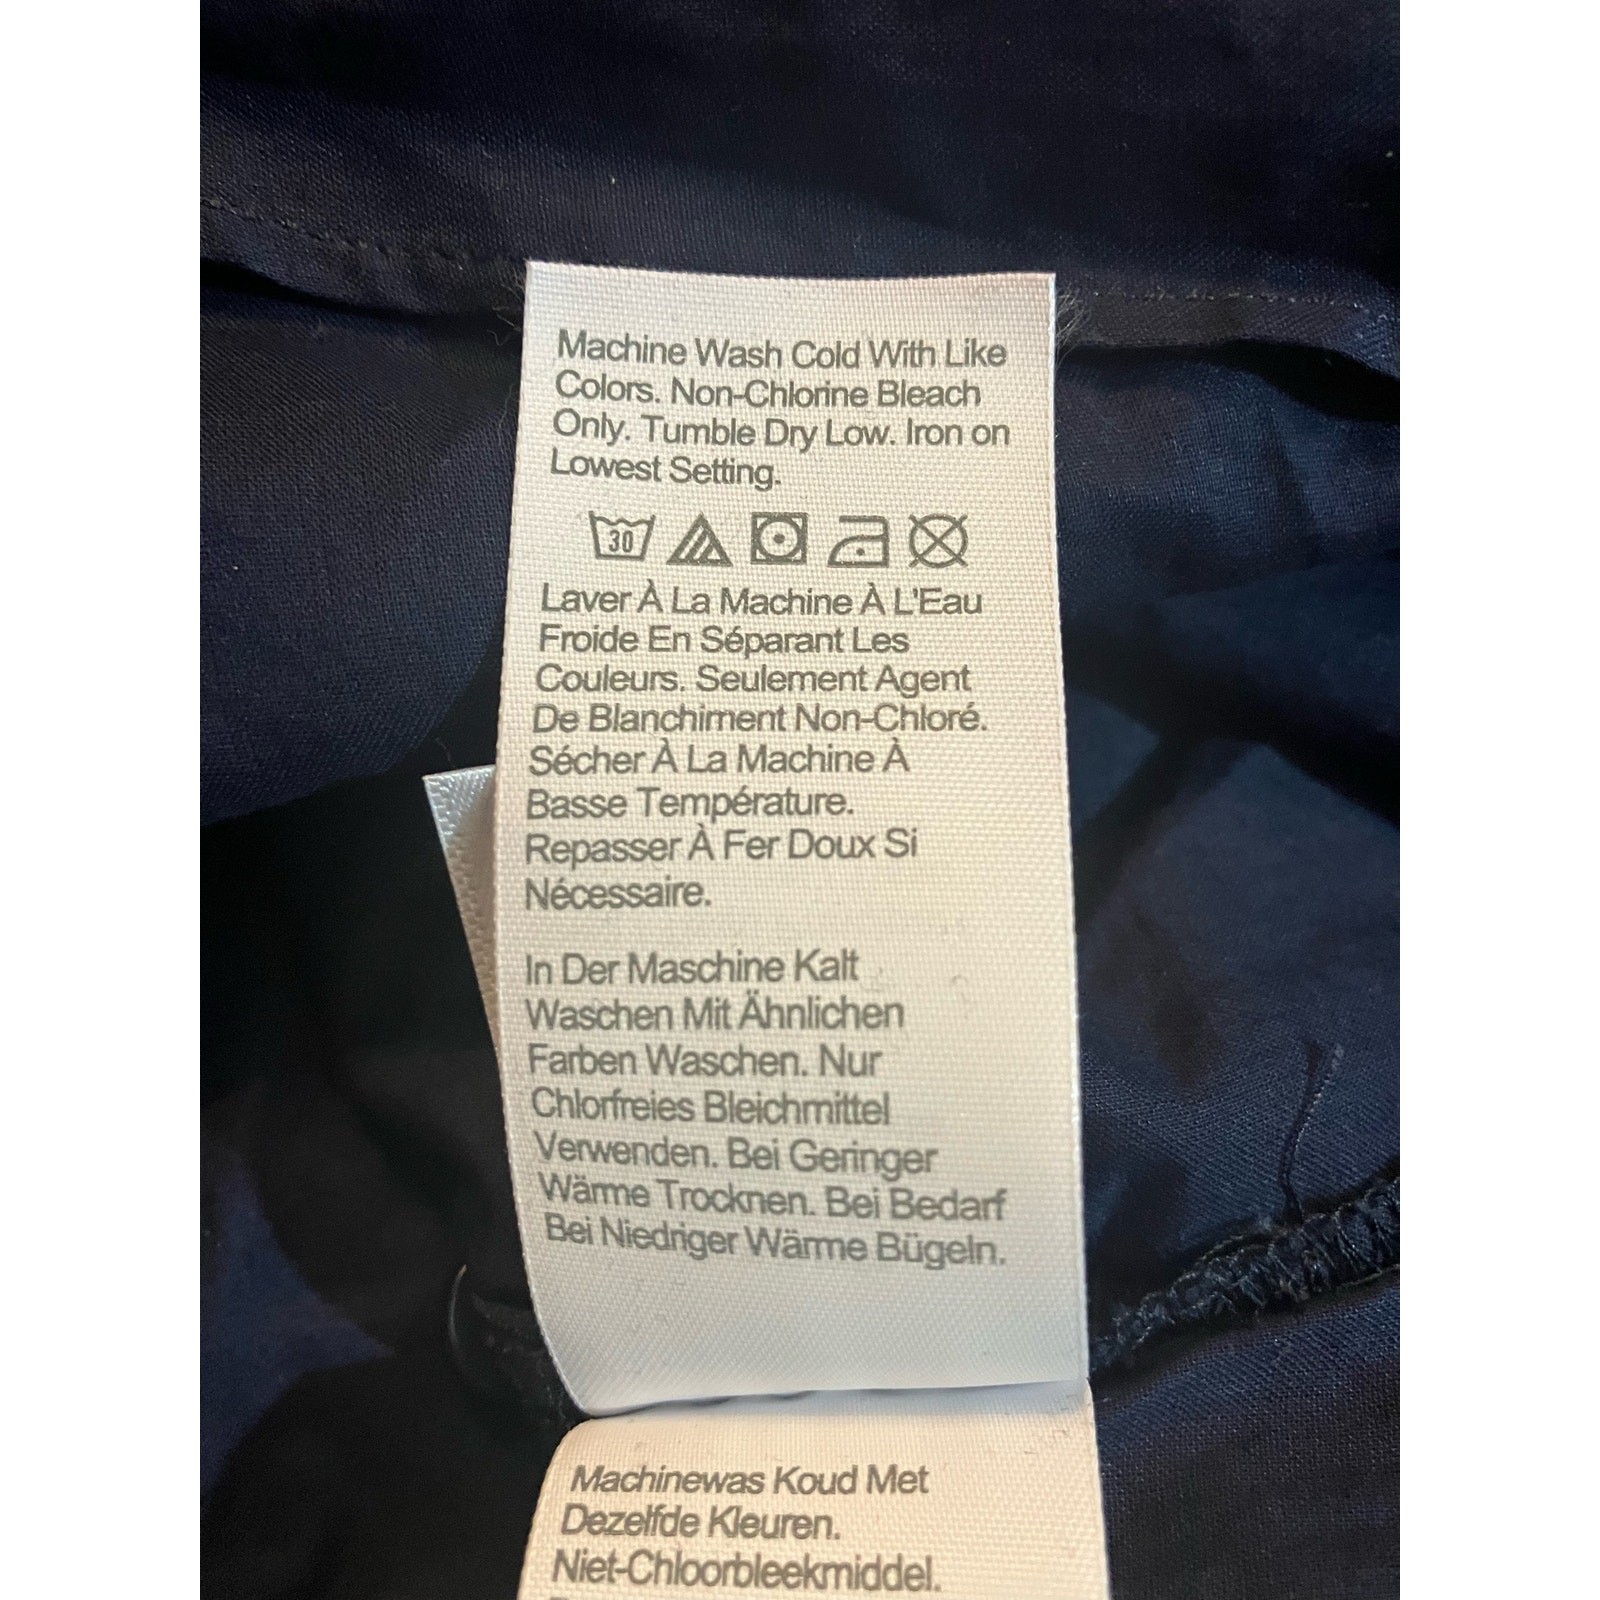 Machine Wash Cold With Like
Colors. Non-Chlorine Bleach
Only. Tumble Dry Low. Iron on
Lowest Setting.
30
Laver À La Machine À L'Eau
Froide En Séparant Les
Couleurs. Seulement Agent
De Blanchiment Non-Chloré.
Sécher À La Machine À
Basse Température.
Repasser À Fer Doux Si
Nécessaire.
In Der Maschine Kalt
Waschen Mit Ähnlichen
Farben Waschen. Nur
Chlorfreies Bleichmittel
Verwenden. Bei Geringer
Wärme Trocknen. Bei Bedarf
Bei Niedriger Wärme Bügeln.
Machinewas Koud Met
Dezelfde Kleuren.
Niet-Chloorbleekmiddel.